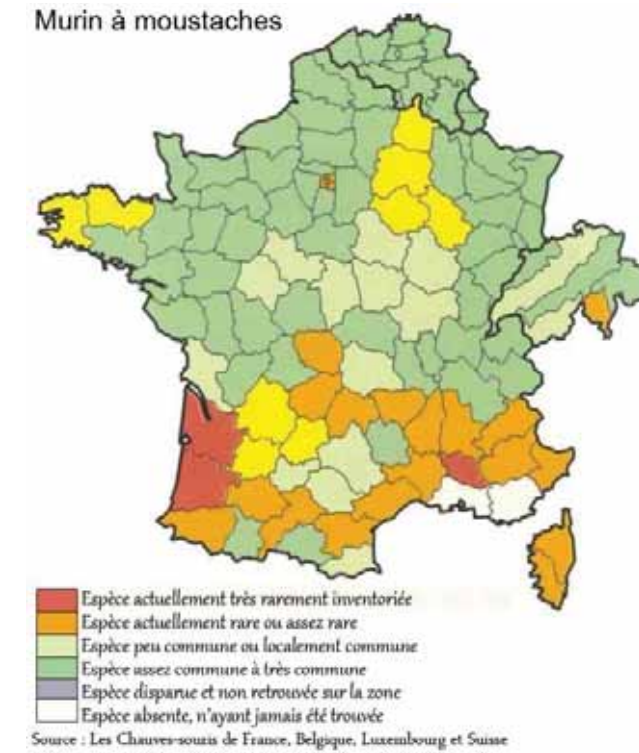 Murin à moustaches
Espèce actuellement très rarement inventoriée
Espèce actuellement rare ou assez rare
Espèce peu commune ou localement commune
Espèce assez commune à très commune
Espèce disparue et non retrouvée sur la zone
Espèce absente, n'ayant jamais été trouvée
Source : Les Chauves-souris de France, Belgique, Luxembourg et Suisse